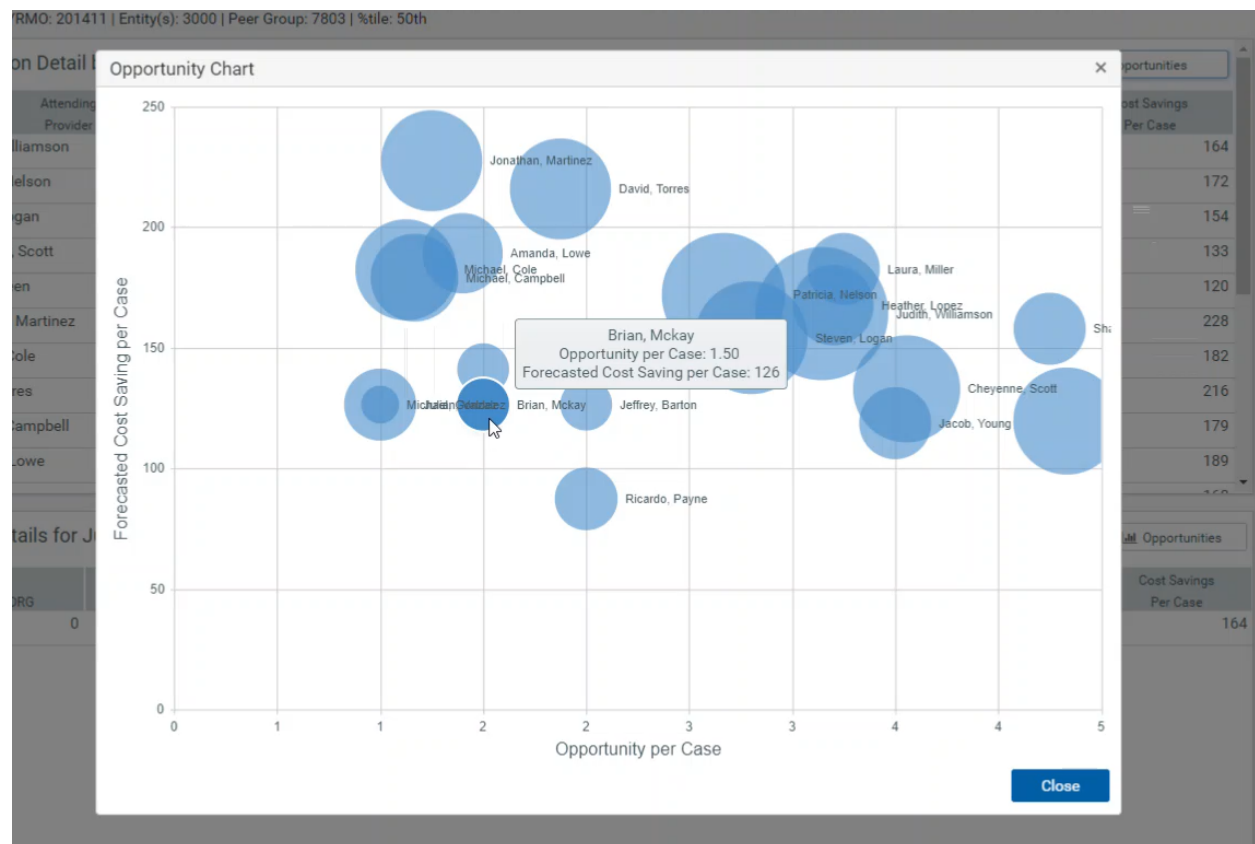 /RMO: 201411 | Entity(s): 3000 | Peer Group: 7803 | %tile: 50th
on Detail
Opportunity Chart
×
pportunities
Attending
Provider
ost Savings
Per Case
lliamson
164
elson
172
gan
154
, Scott
133
en
120
Martinez
228
ole
182
res
216
ampbell
179
Lowe
189
Forecasted Cost Saving per Case
250
200
150
100
50
0
Jonathan, Martinez
David, Torres
Amanda, Lowe
Michael, Cole
Michael, Campbell
Laura, Miller
Patricia, Nelson
Heather, Lopez
Judith, Williamson
Steven, Logan
Brian, Mckay
Opportunity per Case: 1.50
Forecasted Cost Saving per Case: 126
Cheyenne, Scott
Brian, Mckay
Jeffrey, Barton
Jacob, Young
Ricardo, Payne
0 1 1 2 2 3 3 4 4 5
Opportunity per Case
Close
tails for J
Opportunities
DRG
Cost Savings
Per Case
0
164